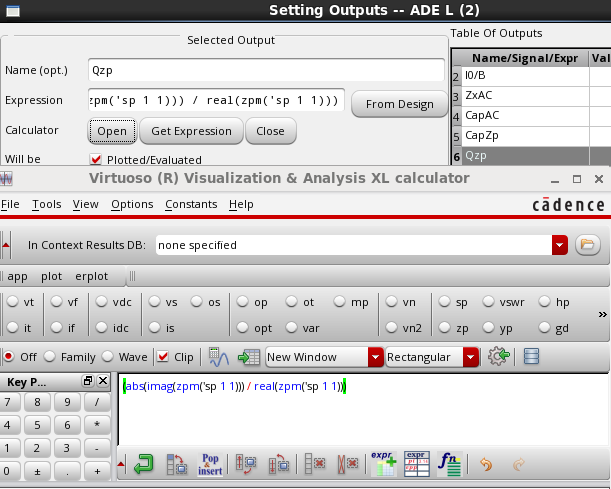 Setting Outputs -- ADE L (2)
Selected Output
Table Of Outputs
Name (opt.) Qzp
Name/Signal/Expr Val
Expression zpm('sp 1 1))) / real(zpm('sp 1 1))) From Design
2 I0/B
3 ZxAC
4 CapAC
5 CapZp
6 Qzp
Calculator Open Get Expression Close
Will be Plotted/Evaluated
Virtuoso (R) Visualization & Analysis XL calculator
File Tools View Options Constants Help cādence
In Context Results DB: none specified
app plot erplot
vt vf vdc vs os op ot mp vn sp vswr hp
it if idc is opt var vn2 zp yp gd
»
Off Family Wave Clip New Window Rectangular
Key P...
7 8 9 /
4 5 6 *
1 2 3 -
0 ± . +
(abs(imag(zpm('sp 1 1))) / real(zpm('sp 1 1)))
Pop & insert expr expr fn